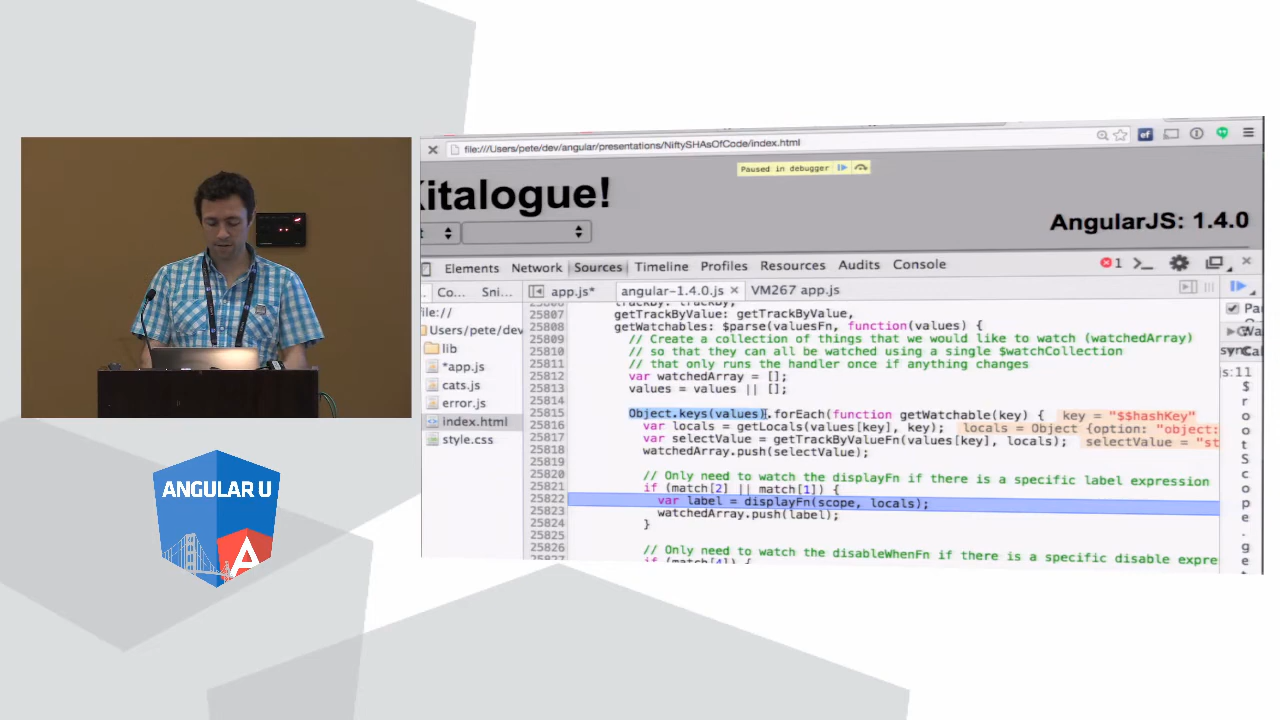 file:///Users/pete/dev/angular/presentations/NiftySHAsOfCode/index.html
Paused in debugger
Kitalogue!
AngularJS: 1.4.0
Elements Network Sources Timeline Profiles Resources Audits Console
1
Co... Sni... app.js* angular-1.4.0.js VM267 app.js
file://
Users/pete/dev
lib
*app.js
cats.js
error.js
index.html
style.css
25807 getTrackByValue: getTrackByValue,
25808 getWatchables: $parse(valuesFn, function(values) {
25809 // Create a collection of things that we would like to watch (watchedArray)
25810 // so that they can all be watched using a single $watchCollection
25811 // that only runs the handler once if anything changes
25812 var watchedArray = [];
25813 values = values || [];
25814
25815 Object.keys(values).forEach(function getWatchable(key) { key = "$$hashKey"
25816 var locals = getLocals(values[key], key); locals = Object {option: "object:
25817 var selectValue = getTrackByValueFn(values[key], locals); selectValue = "st
25818 watchedArray.push(selectValue);
25819
25820 // Only need to watch the displayFn if there is a specific label expression
25821 if (match[2] || match[1]) {
25822 var label = displayFn(scope, locals);
25823 watchedArray.push(label);
25824 }
25825
25826 // Only need to watch the disableWhenFn if there is a specific disable expre
if (match[4]) {
ANGULAR U
A